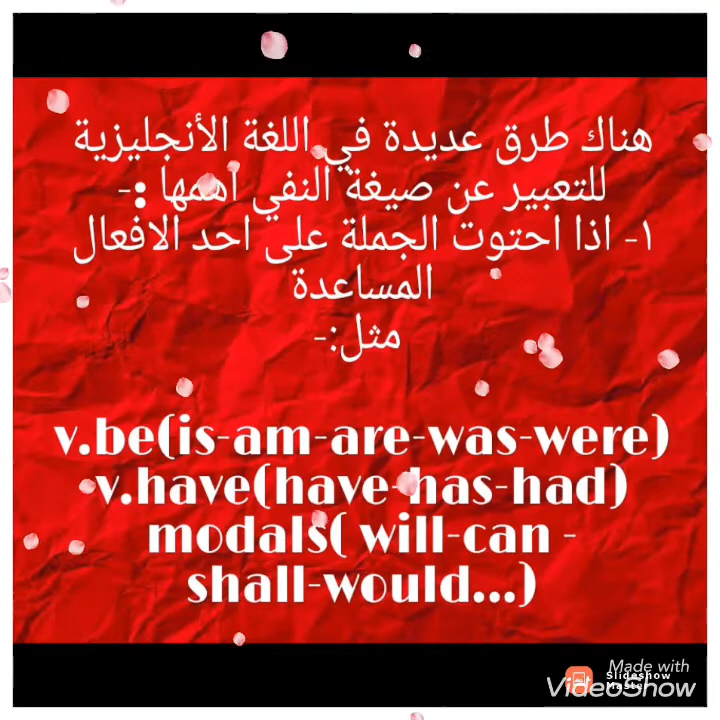 هناك طرق عديدة في اللغة الأنجليزية
للتعبير عن صيغة النفي اهمها :-
١- اذا احتوت الجملة على احد الافعال
المساعدة
مثل:-
v.be(is-am-are-was-were)
v.have(have-has-had)
modals( will-can -
shall-would...)
Made with
Slideshow
Master
VideoShow